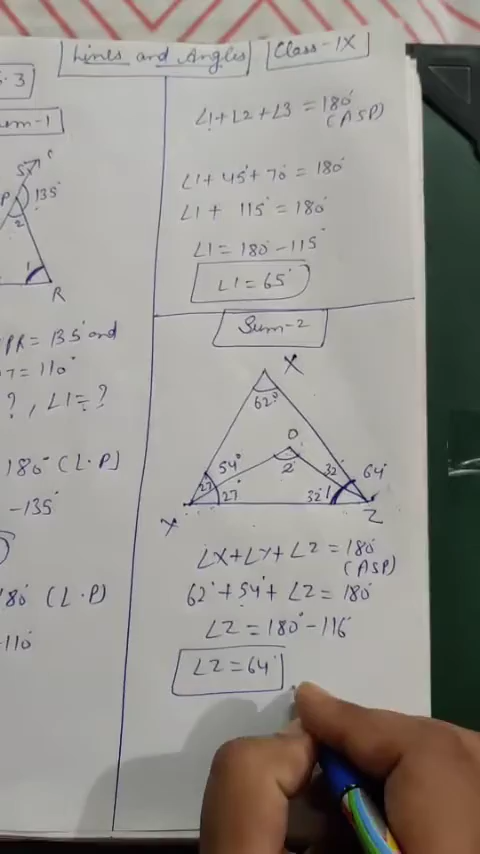 Lines and Angles
Class-IX
6.3
Sum-1
S
P
135°
2
1
R
PR = 135° and
= 110°
?, ∠1 = ?
180° (L.P)
-135°
180° (L.P)
-110°
∠1+∠2+∠3 = 180°
(ASP)
∠1+45°+70° = 180°
∠1 + 115° = 180°
∠1 = 180° - 115°
∠1 = 65°
Sum-2
X
62°
O
54°
2
32°
64°
27°
27°
32°
1
X
Z
∠X+∠Y+∠Z = 180°
(ASP)
62° + 54° + ∠Z = 180°
∠Z = 180° - 116°
∠Z = 64°